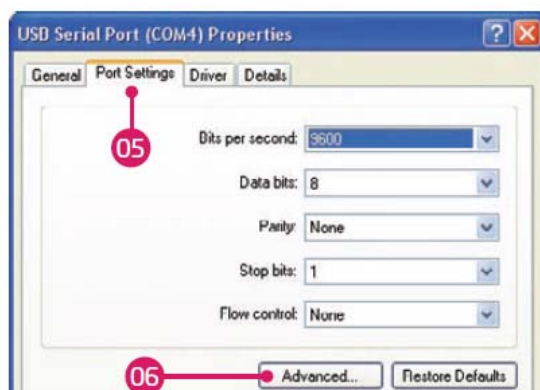 USB Serial Port (COM4) Properties
General Port Settings Driver Details
05
Bits per second: 9600
Data bits: 8
Parity: None
Stop bits: 1
Flow control: None
06
Advanced... Restore Defaults